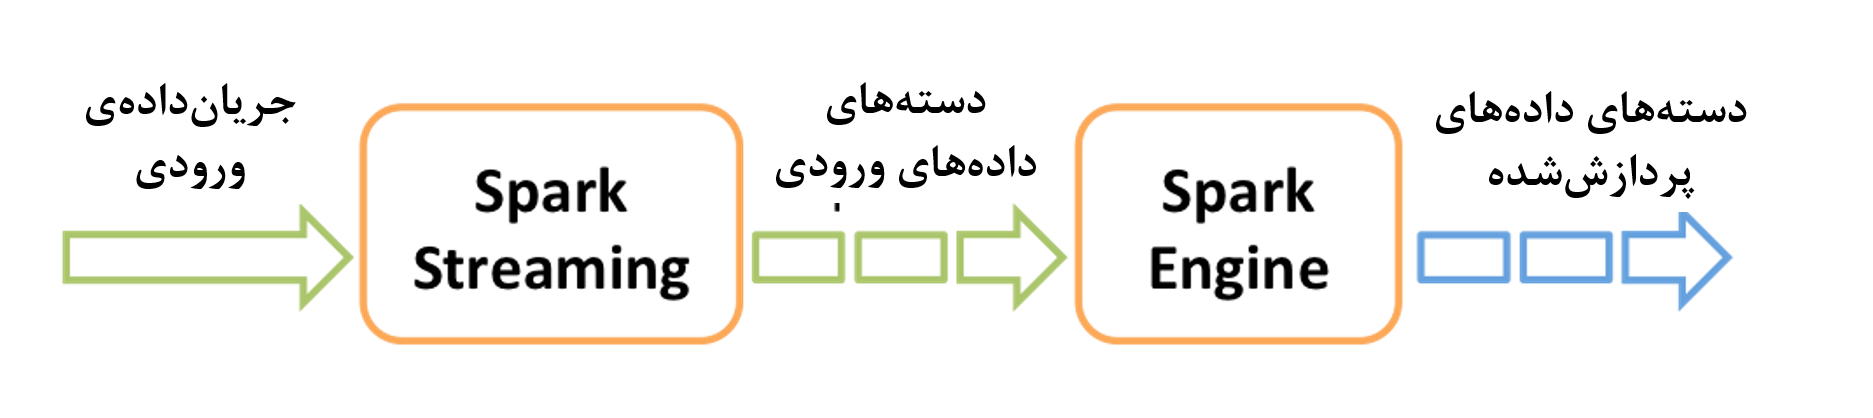 جریان‌داده‌ی
ورودی
Spark
Streaming
دسته‌های
داده‌های ورودی
Spark
Engine
دسته‌های داده‌های
پردازش‌شده